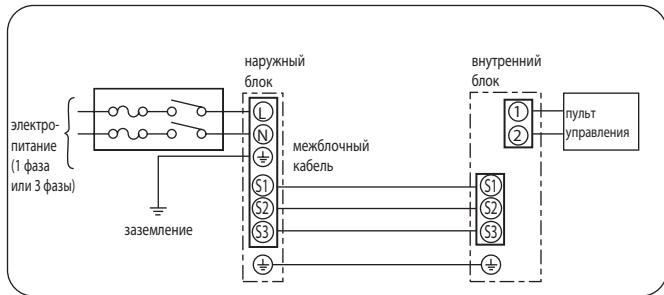 наружный
блок
внутренний
блок
электро-
питание
(1 фаза
или 3 фазы)
L
N
заземление
межблочный
кабель
S1
S2
S3
1
2
пульт
управления
S1
S2
S3